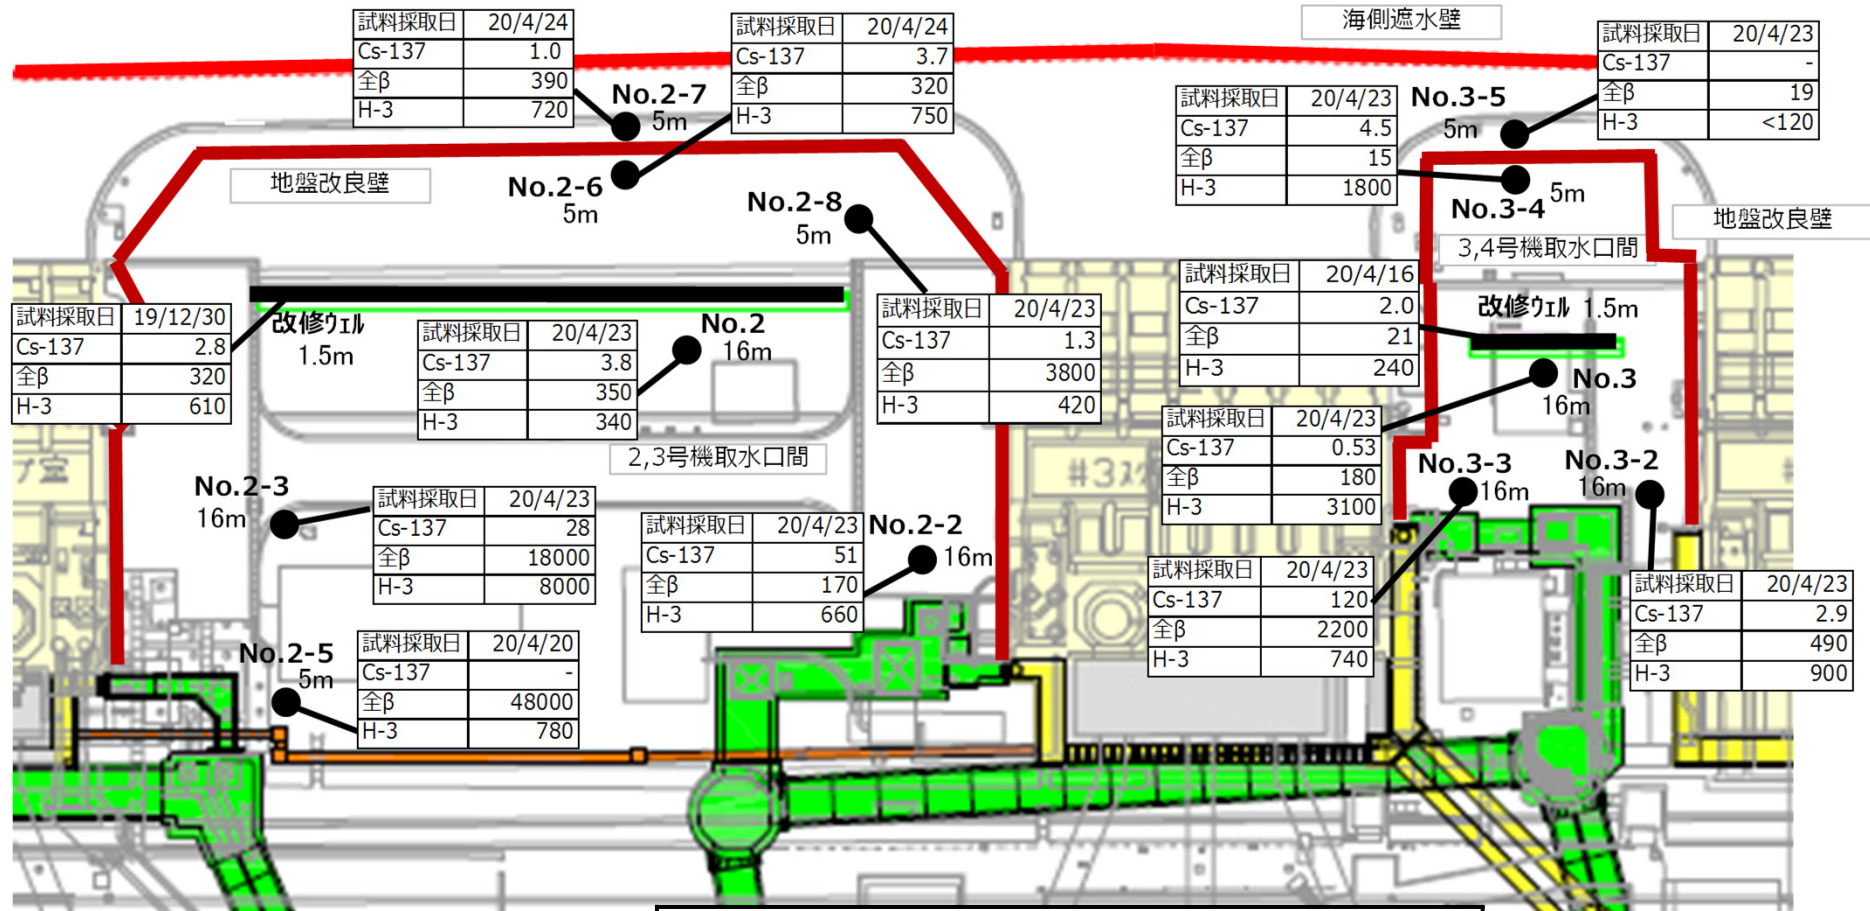 海側遮水壁
試料採取日 20/4/24
Cs-137 1.0
全β 390
H-3 720
No.2-7
5m
試料採取日 20/4/24
Cs-137 3.7
全β 320
H-3 750
No.2-6
5m
地盤改良壁
No.2-8
5m
試料採取日 20/4/23
Cs-137 1.3
全β 3800
H-3 420
試料採取日 19/12/30
Cs-137 2.8
全β 320
H-3 610
改修ウェル
1.5m
試料採取日 20/4/23
Cs-137 3.8
全β 350
H-3 340
No.2
16m
2,3号機取水口間
No.2-3
16m
試料採取日 20/4/23
Cs-137 28
全β 18000
H-3 8000
試料採取日 20/4/23
Cs-137 51
全β 170
H-3 660
No.2-2
16m
No.2-5
5m
試料採取日 20/4/20
Cs-137 -
全β 48000
H-3 780
試料採取日 20/4/23
Cs-137 -
全β 19
H-3 <120
No.3-5
5m
試料採取日 20/4/23
Cs-137 4.5
全β 15
H-3 1800
No.3-4
5m
地盤改良壁
3,4号機取水口間
試料採取日 20/4/16
Cs-137 2.0
全β 21
H-3 240
改修ウェル 1.5m
No.3
16m
試料採取日 20/4/23
Cs-137 0.53
全β 180
H-3 3100
No.3-3
16m
No.3-2
16m
試料採取日 20/4/23
Cs-137 120
全β 2200
H-3 740
試料採取日 20/4/23
Cs-137 2.9
全β 490
H-3 900
プ室
#3ス